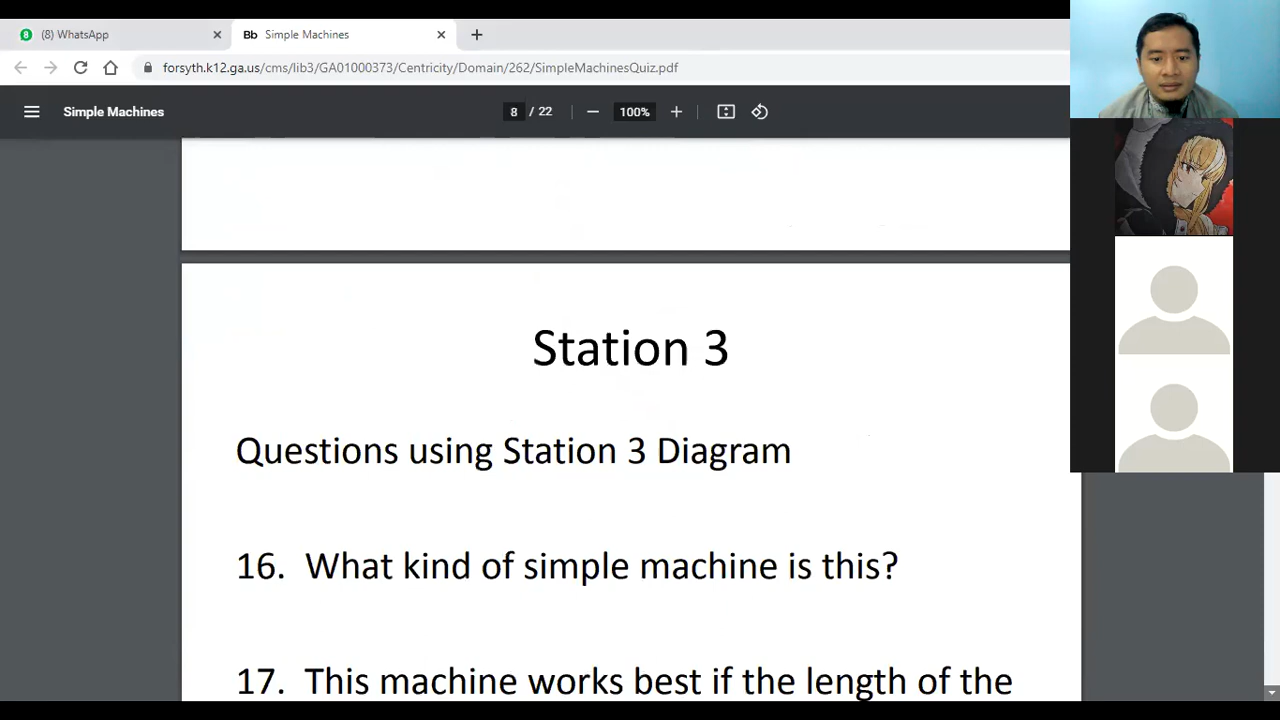 8 (8) WhatsApp
Bb Simple Machines
forsyth.k12.ga.us/cms/lib3/GA01000373/Centricity/Domain/262/SimpleMachinesQuiz.pdf
Simple Machines
8 / 22
100%
Station 3
Questions using Station 3 Diagram
16. What kind of simple machine is this?
17. This machine works best if the length of the